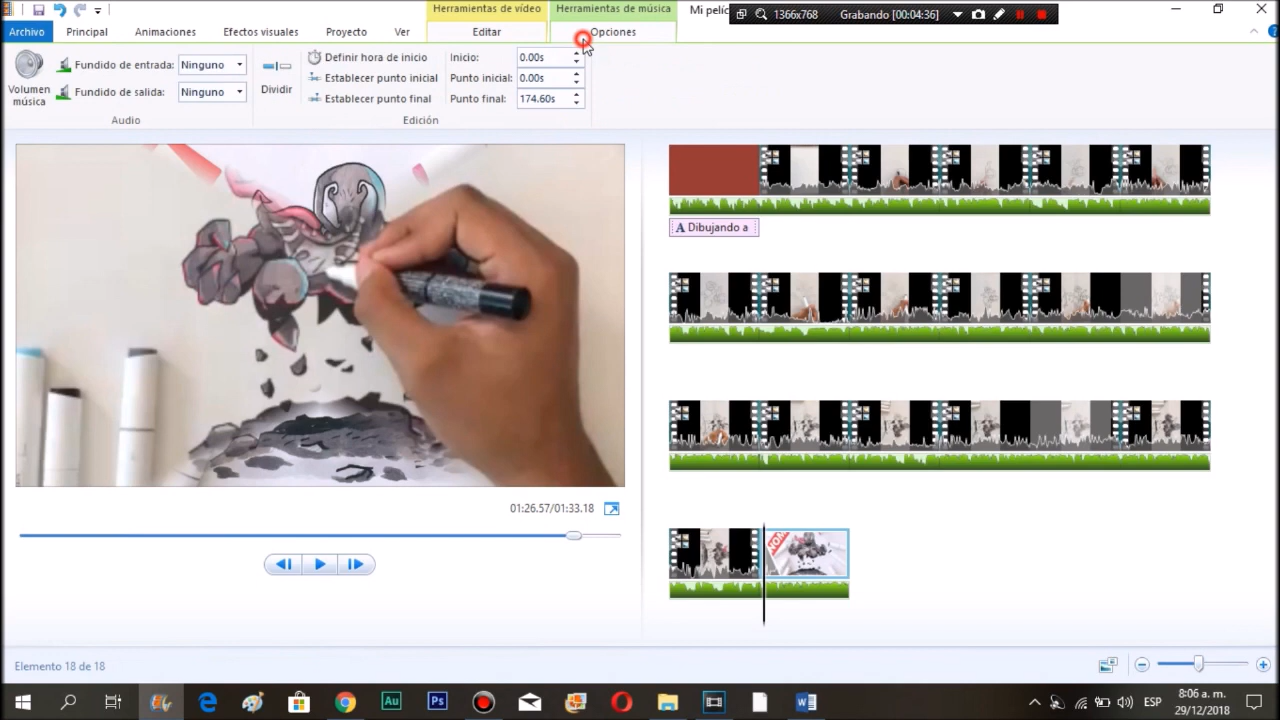 Herramientas de vídeo
Herramientas de música
Mi pelíc
1366x768
Grabando [00:04:36]
Archivo
Principal
Animaciones
Efectos visuales
Proyecto
Ver
Editar
Opciones
Volumen
música
Fundido de entrada:
Ninguno
Fundido de salida:
Ninguno
Audio
Dividir
Definir hora de inicio
Establecer punto inicial
Establecer punto final
Inicio:
0.00s
Punto inicial:
0.00s
Punto final:
174.60s
Edición
A Dibujando a
01:26.57/01:33.18
Elemento 18 de 18
Au
Ps
W
ESP
8:06 a. m.
29/12/2018